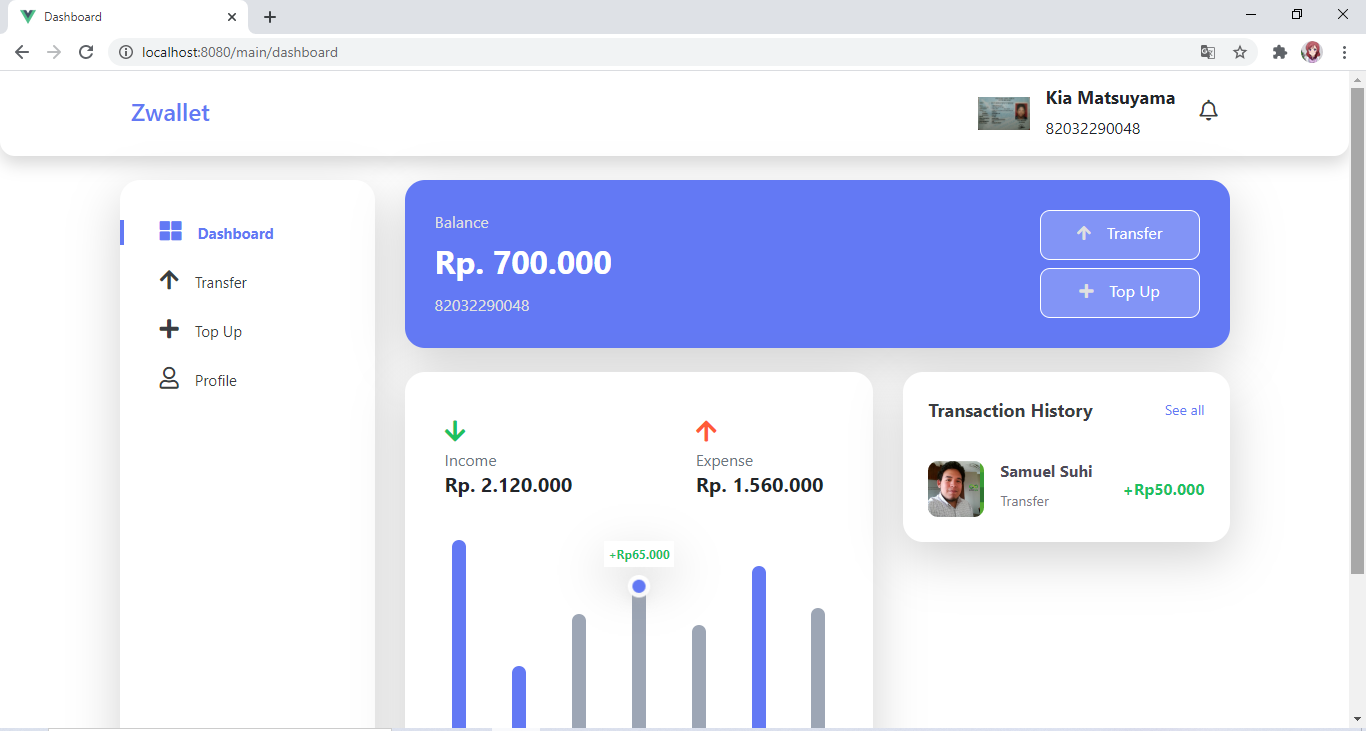 Dashboard
localhost:8080/main/dashboard
Zwallet
Kia Matsuyama
82032290048
Dashboard
Transfer
Top Up
Profile
Balance
Rp. 700.000
82032290048
Transfer
Top Up
Income
Rp. 2.120.000
Expense
Rp. 1.560.000
+Rp65.000
Transaction History
See all
Samuel Suhi
Transfer
+Rp50.000